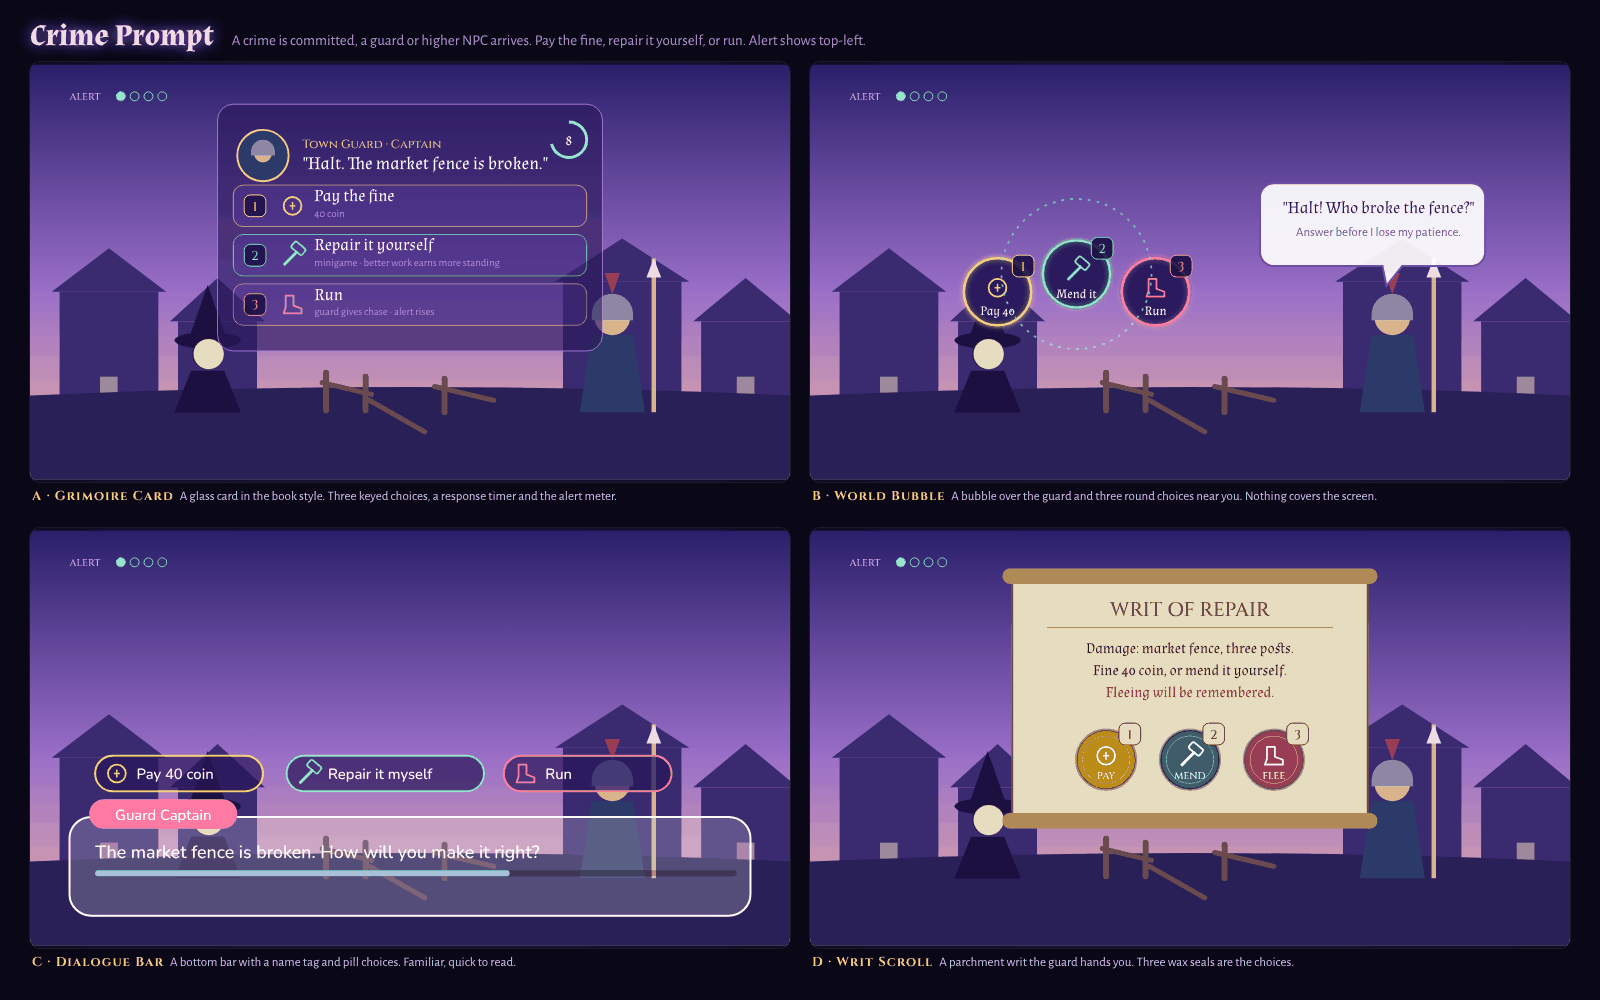 Crime Prompt
A crime is committed, a guard or higher NPC arrives. Pay the fine, repair it yourself, or run. Alert shows top-left.
ALERT
Town Guard · Captain
"Halt. The market fence is broken."
8
1
Pay the fine
40 coin
2
Repair it yourself
minigame · better work earns more standing
3
Run
guard gives chase · alert rises
A · Grimoire Card A glass card in the book style. Three keyed choices, a response timer and the alert meter.
ALERT
"Halt! Who broke the fence?"
Answer before I lose my patience.
1
Pay 40
2
Mend it
3
Run
B · World Bubble A bubble over the guard and three round choices near you. Nothing covers the screen.
ALERT
Pay 40 coin
Repair it myself
Run
Guard Captain
The market fence is broken. How will you make it right?
C · Dialogue Bar A bottom bar with a name tag and pill choices. Familiar, quick to read.
ALERT
WRIT OF REPAIR
Damage: market fence, three posts.
Fine 40 coin, or mend it yourself.
Fleeing will be remembered.
1
PAY
2
MEND
3
FLEE
D · Writ Scroll A parchment writ the guard hands you. Three wax seals are the choices.